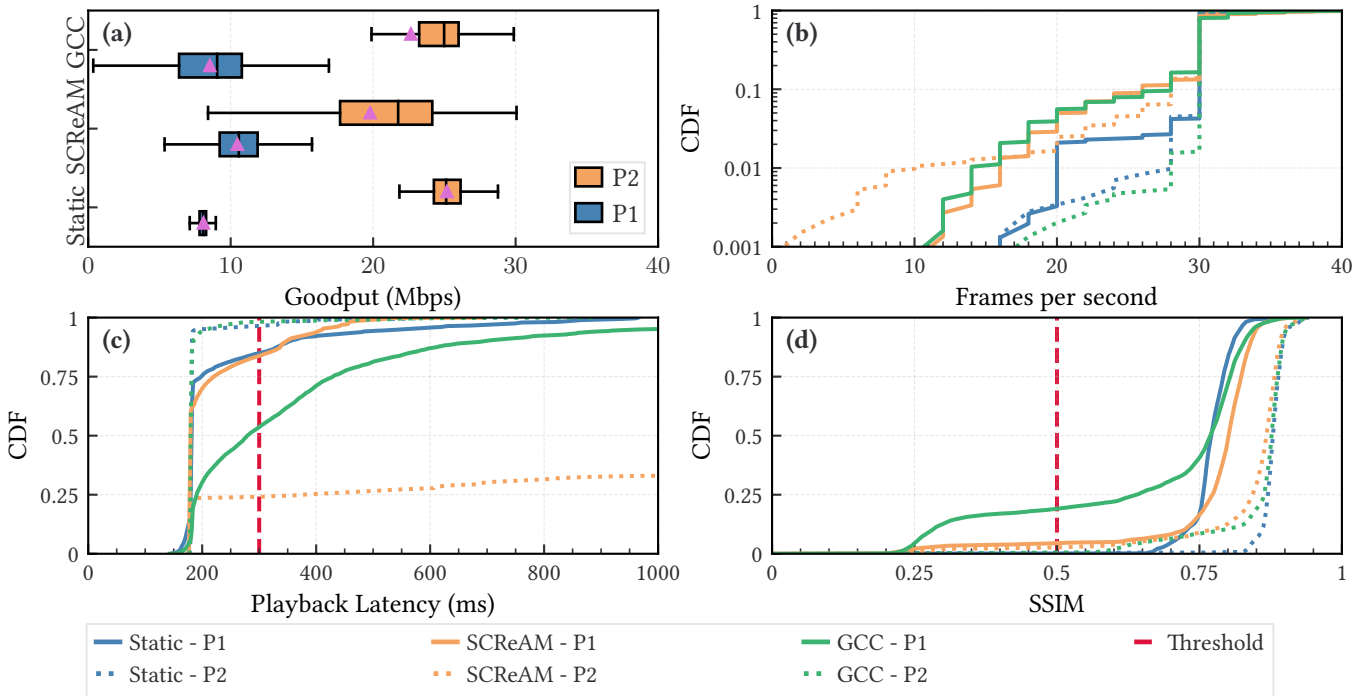 (a)
Static SCReAM GCC
P2
P1
0 10 20 30 40
Goodput (Mbps)
(b)
CDF
1
0.1
0.01
0.001
0 10 20 30 40
Frames per second
(c)
CDF
1
0.75
0.5
0.25
0
0 200 400 600 800 1000
Playback Latency (ms)
(d)
CDF
1
0.75
0.5
0.25
0
0 0.25 0.5 0.75 1
SSIM
Static - P1 SCReAM - P1 GCC - P1 Threshold
Static - P2 SCReAM - P2 GCC - P2